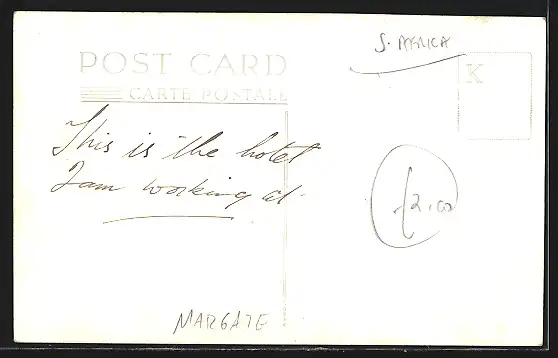 S. AFRICA
POST CARD
CARTE POSTALE
K
This is the hotel
I am working at.
£2.00
MARGATE